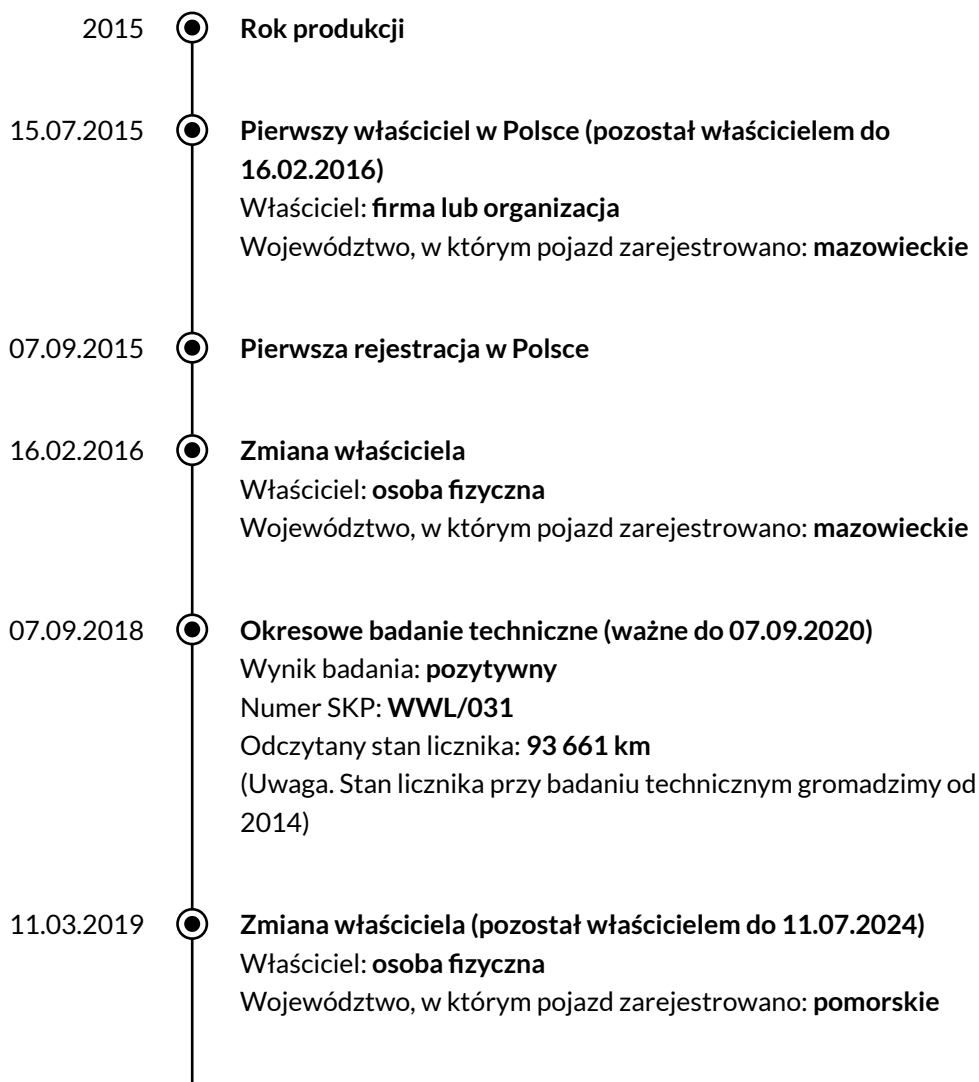 2015 Rok produkcji
15.07.2015 Pierwszy właściciel w Polsce (pozostał właścicielem do
16.02.2016)
Właściciel: firma lub organizacja
Województwo, w którym pojazd zarejestrowano: mazowieckie
07.09.2015 Pierwsza rejestracja w Polsce
16.02.2016 Zmiana właściciela
Właściciel: osoba fizyczna
Województwo, w którym pojazd zarejestrowano: mazowieckie
07.09.2018 Okresowe badanie techniczne (ważne do 07.09.2020)
Wynik badania: pozytywny
Numer SKP: WWL/031
Odczytany stan licznika: 93 661 km
(Uwaga. Stan licznika przy badaniu technicznym gromadzimy od
2014)
11.03.2019 Zmiana właściciela (pozostał właścicielem do 11.07.2024)
Właściciel: osoba fizyczna
Województwo, w którym pojazd zarejestrowano: pomorskie